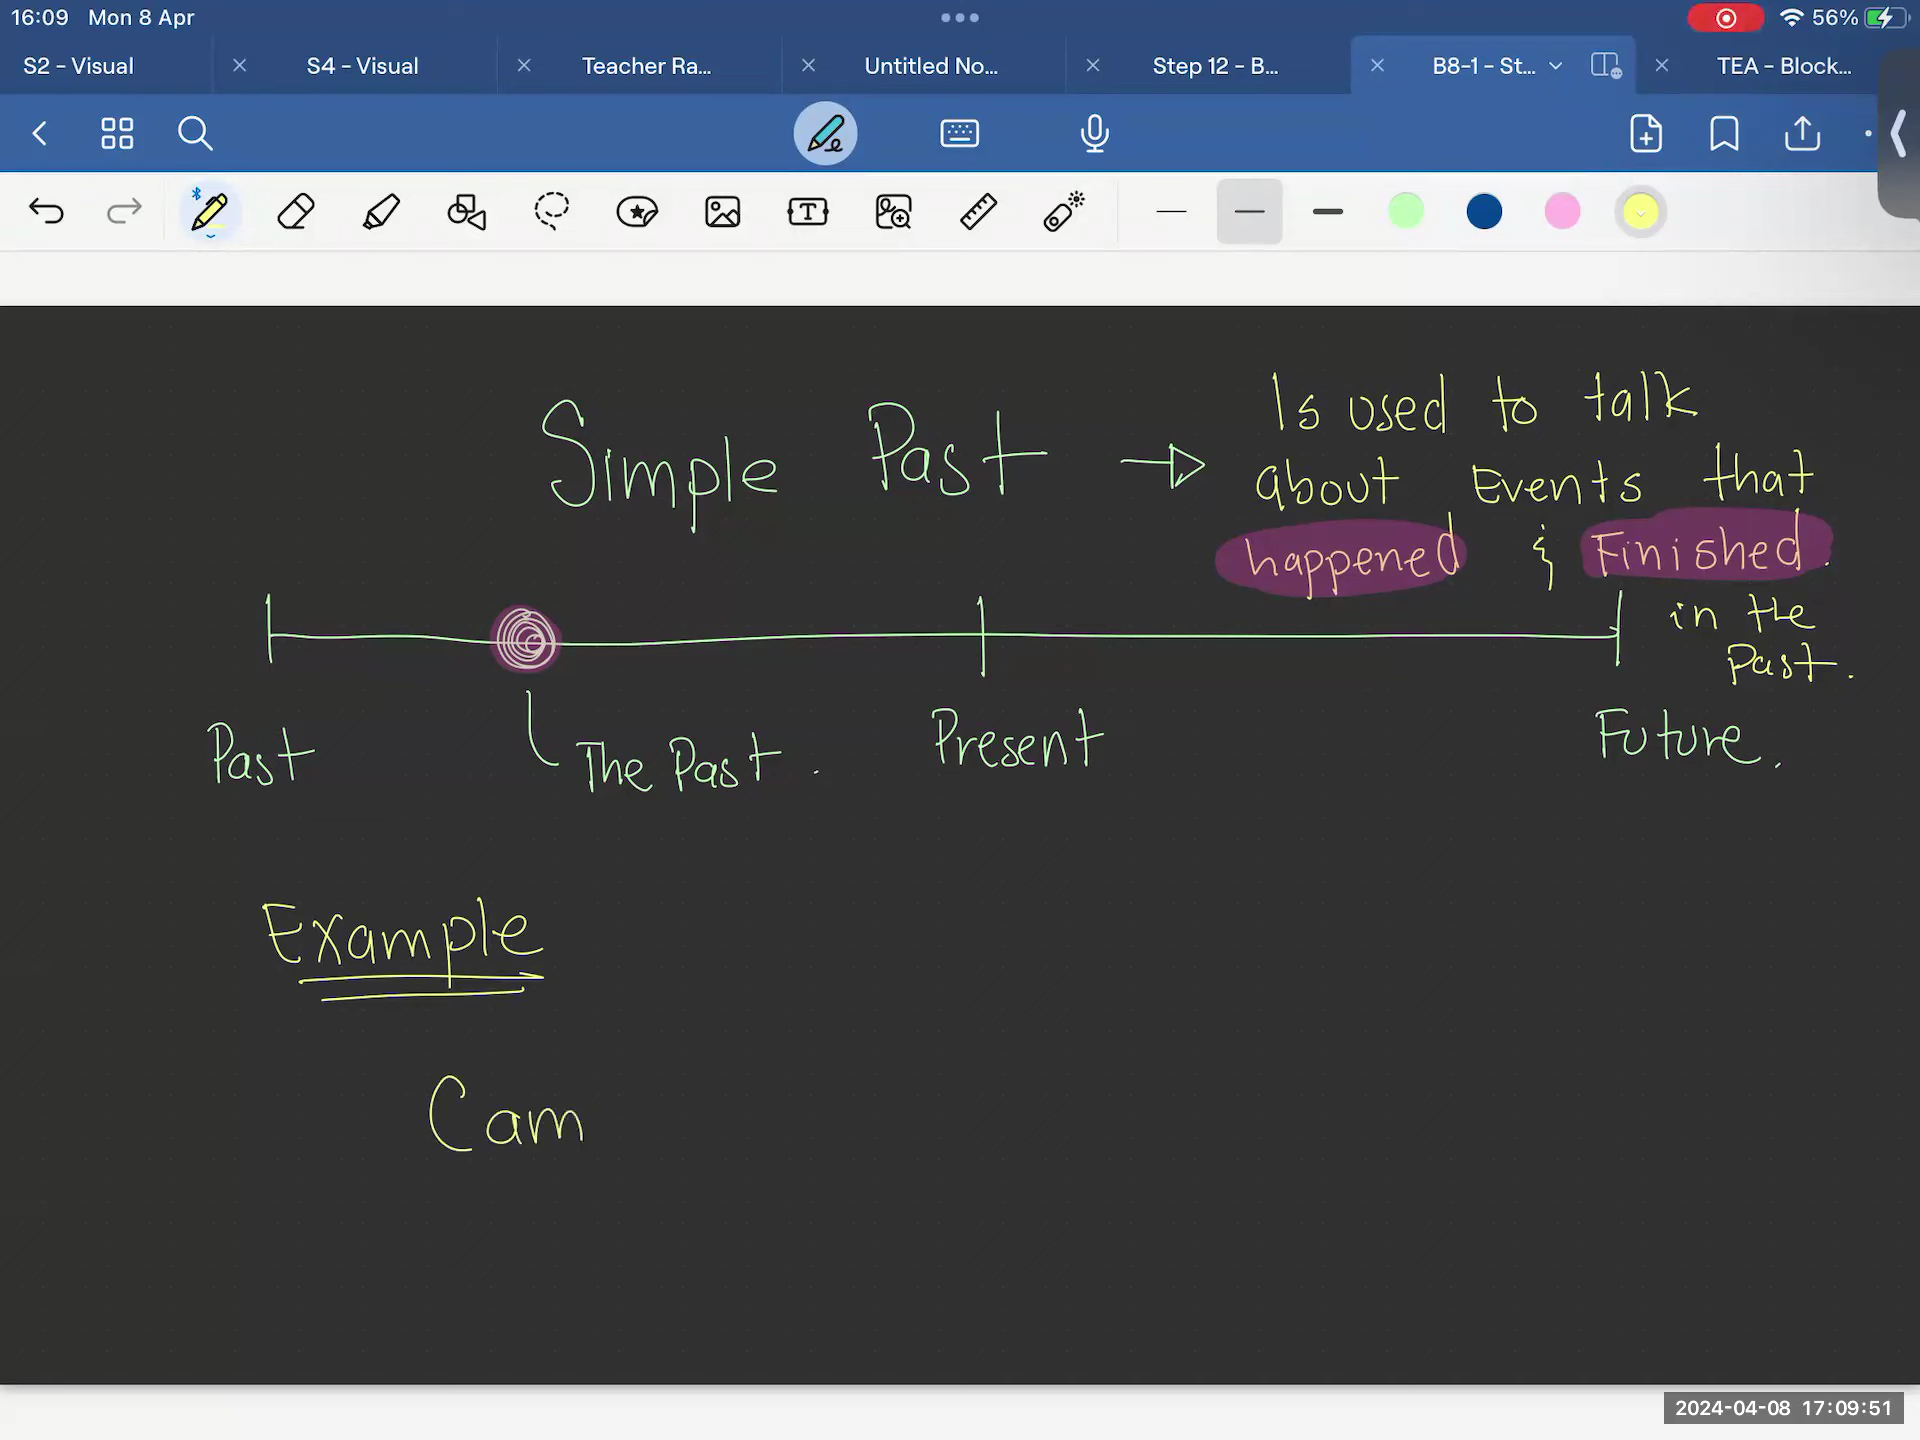 16:09 Mon 8 Apr
56%
S2 - Visual
S4 - Visual
Teacher Ra...
Untitled No...
Step 12 - B...
B8-1 - St...
TEA - Block...
Simple Past
Is used to talk
about Events that
happened & Finished.
in the
past.
Past
The Past.
Present
Future.
Example
Cam
2024-04-08 17:09:51